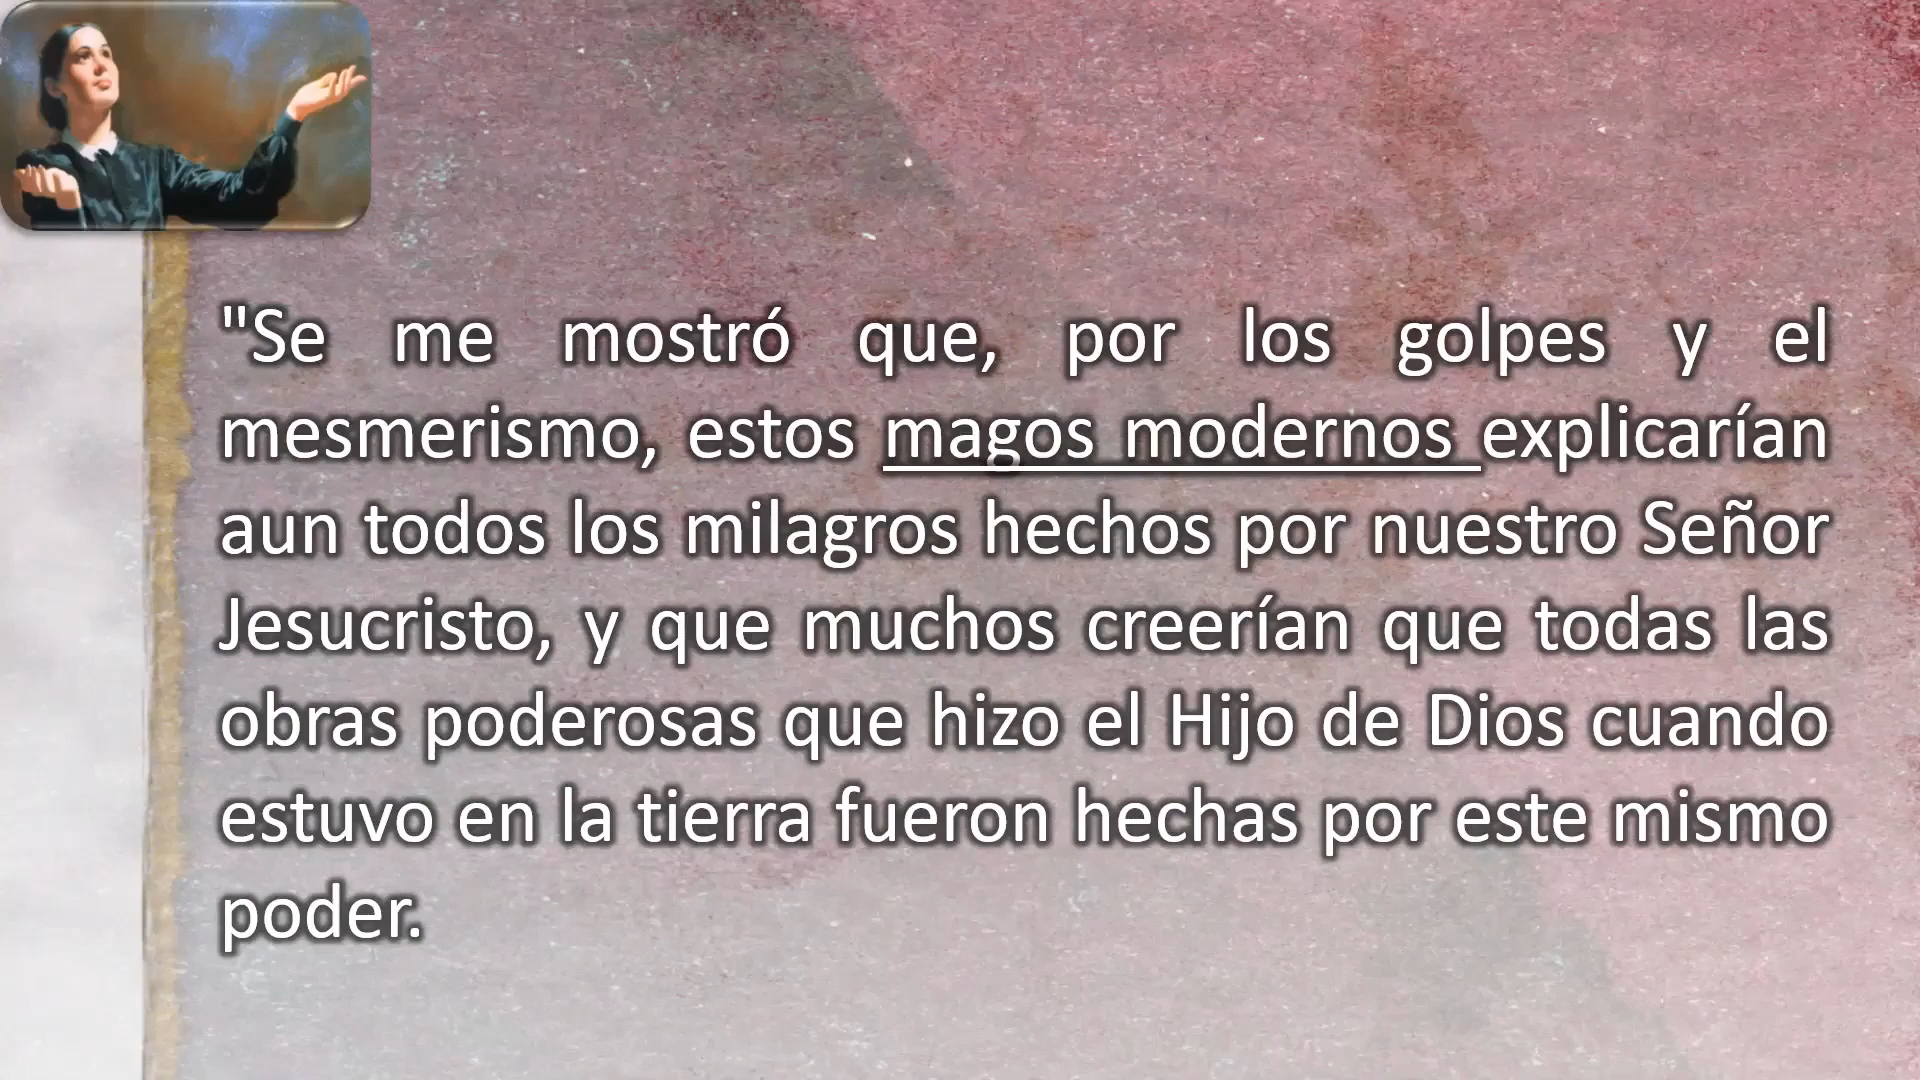 "Se me mostró que, por los golpes y el
mesmerismo, estos magos modernos explicarían
aun todos los milagros hechos por nuestro Señor
Jesucristo, y que muchos creerían que todas las
obras poderosas que hizo el Hijo de Dios cuando
estuvo en la tierra fueron hechas por este mismo
poder.